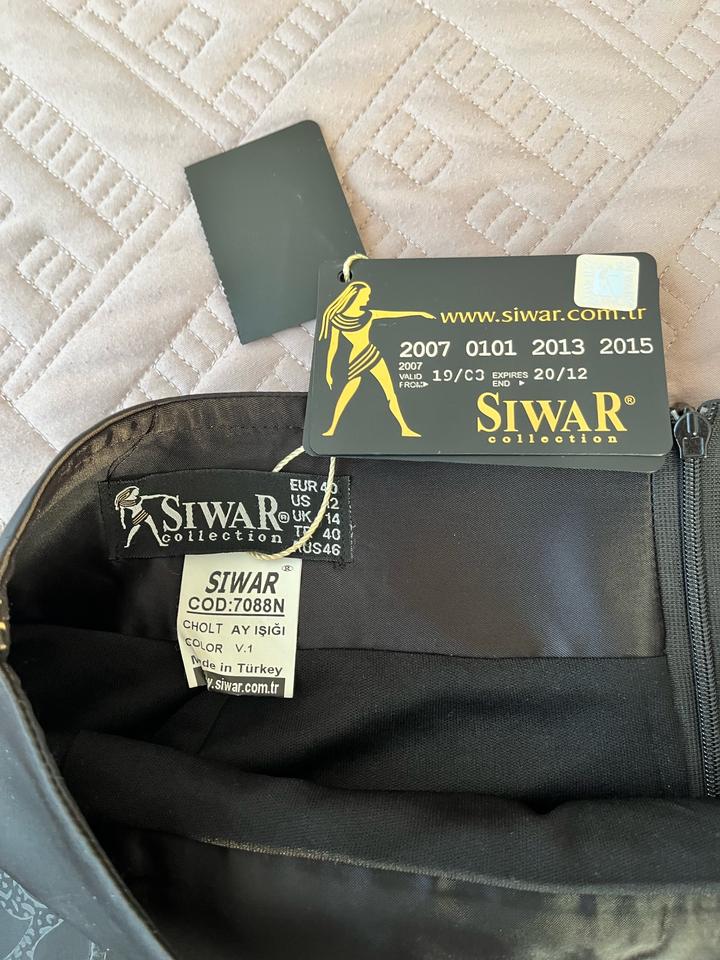 www.siwar.com.tr
2007 0101 2013 2015
2007
VALID FROM▸ 19/03 EXPIRES END ▸ 20/12
SIWAR®
collection
SIWAR®
collection
EUR 40
US
UK 14
TR 40
RUS46
SIWAR®
COD:7088N
CHOLT AY IŞIĞI
COLOR V.1
Made in Türkey
.siwar.com.tr